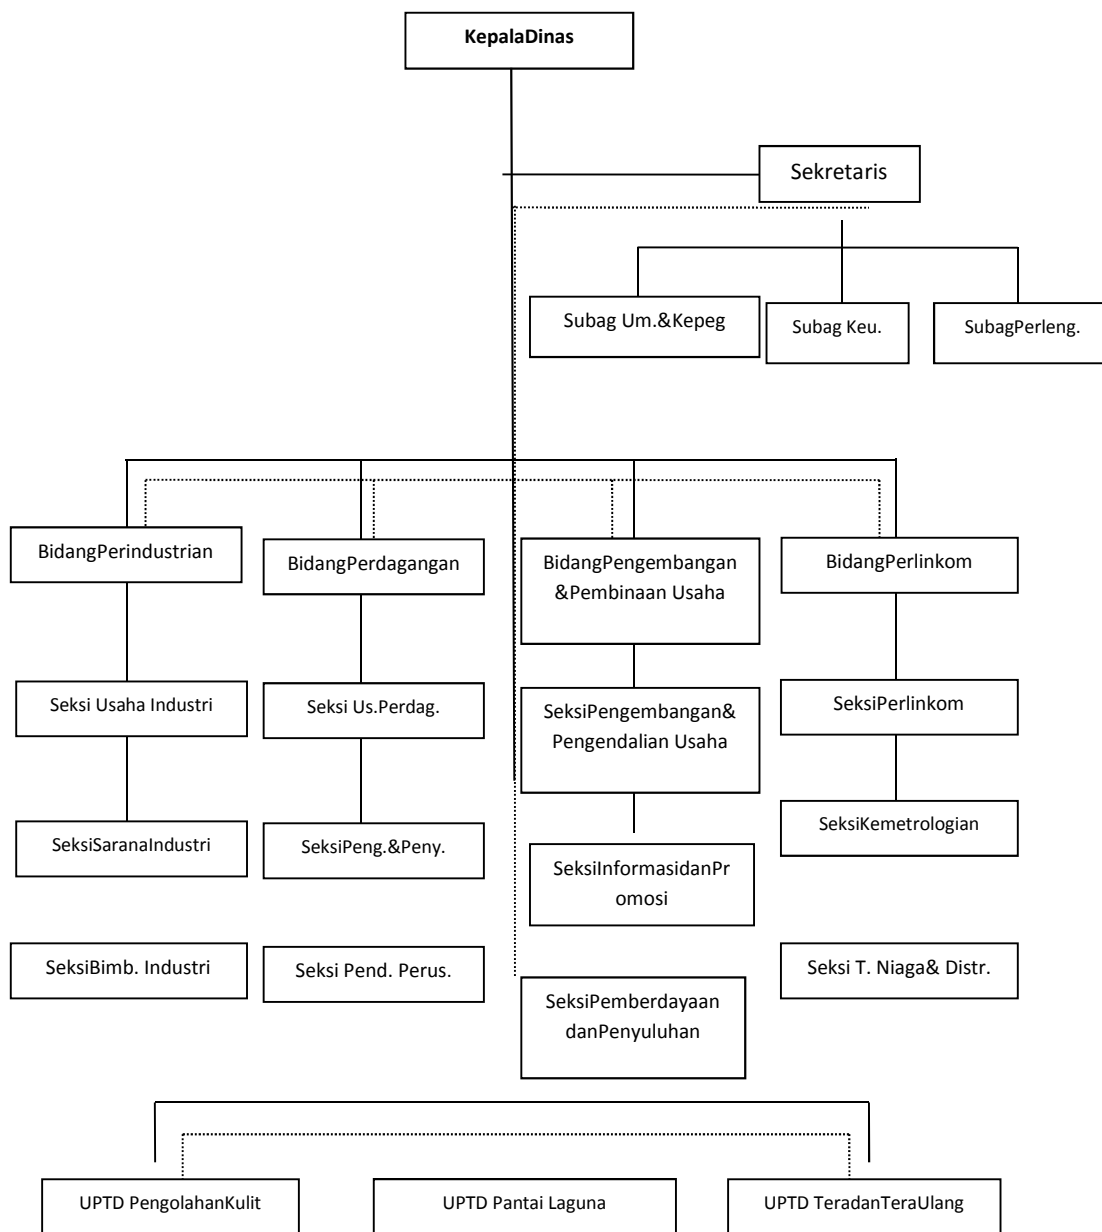 KepalaDinas
Sekretaris
Subag Um.&Kepeg
Subag Keu.
SubagPerleng.
BidangPerindustrian
BidangPerdagangan
BidangPengembangan
&Pembinaan Usaha
BidangPerlinkom
Seksi Usaha Industri
Seksi Us.Perdag.
SeksiPengembangan&
Pengendalian Usaha
SeksiPerlinkom
SeksiSaranaIndustri
SeksiPeng.&Peny.
SeksiInformasidanPr
omosi
SeksiKemetrologian
SeksiBimb. Industri
Seksi Pend. Perus.
SeksiPemberdayaan
danPenyuluhan
Seksi T. Niaga& Distr.
UPTD PengolahanKulit
UPTD Pantai Laguna
UPTD TeradanTeraUlang